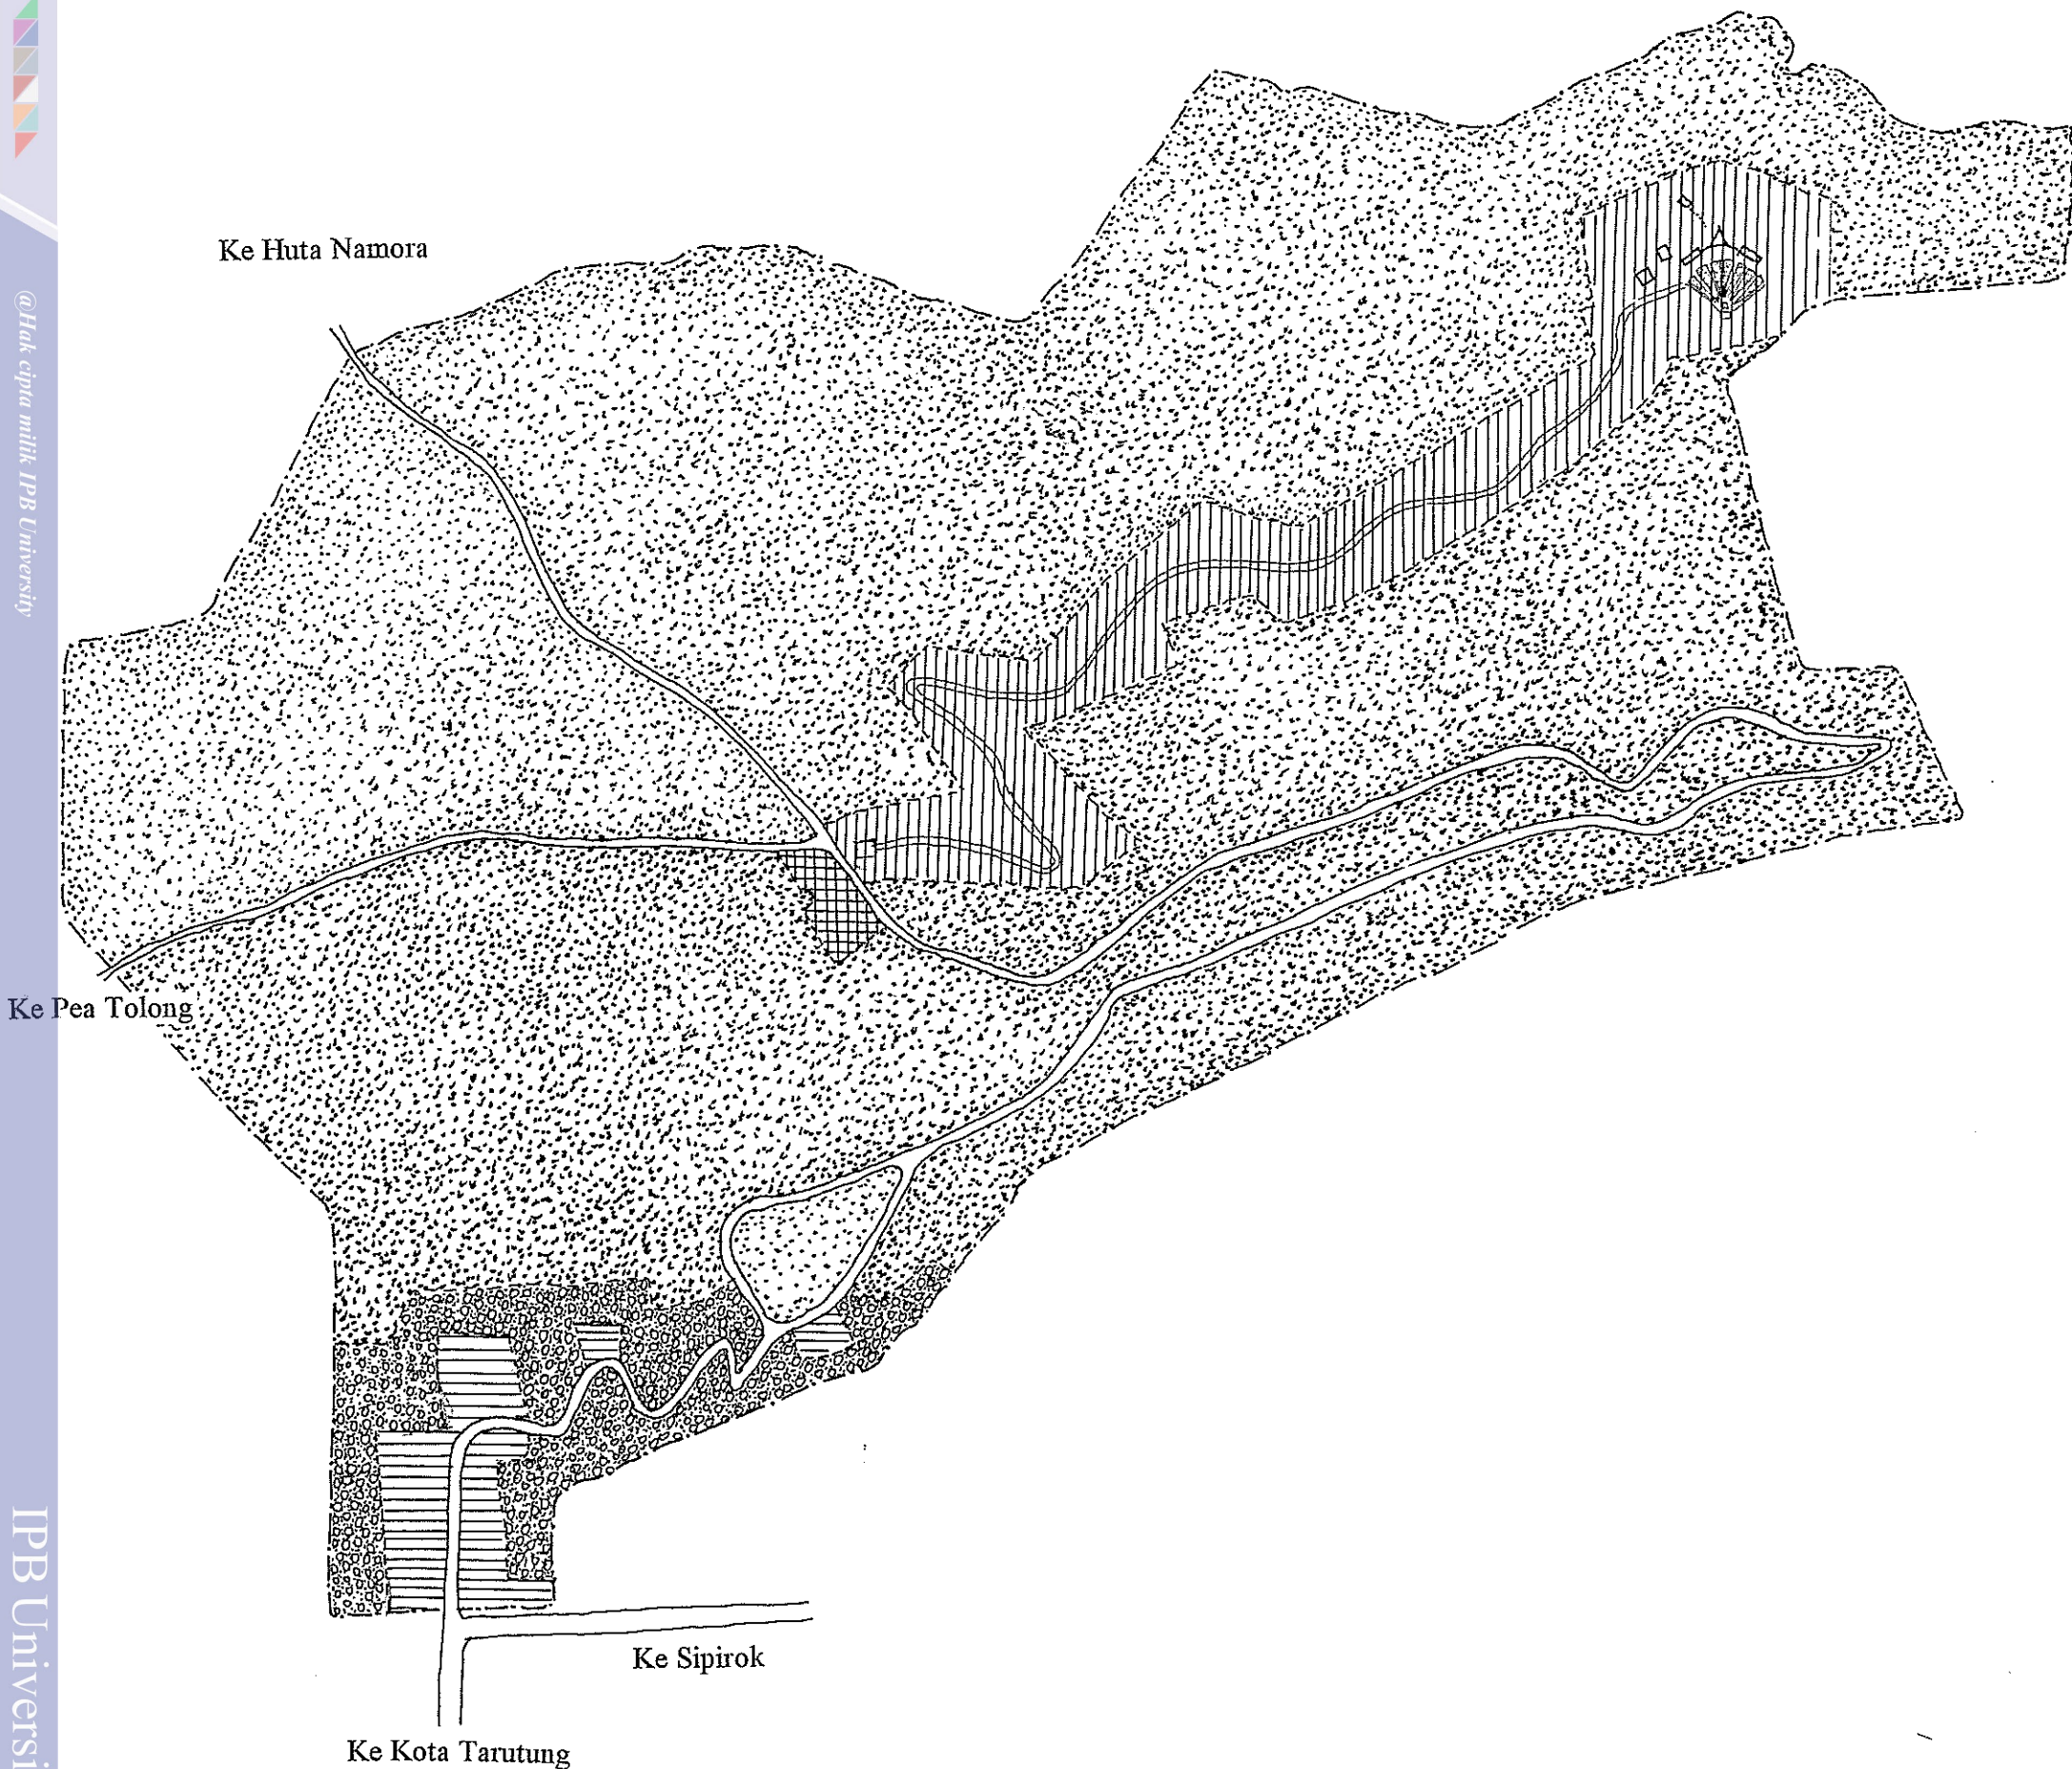 Ke Huta Namora
@Hak cipta milik IPB University
Ke Pea Tolong
Ke Sipirok
Ke Kota Tarutung
IPB Universi